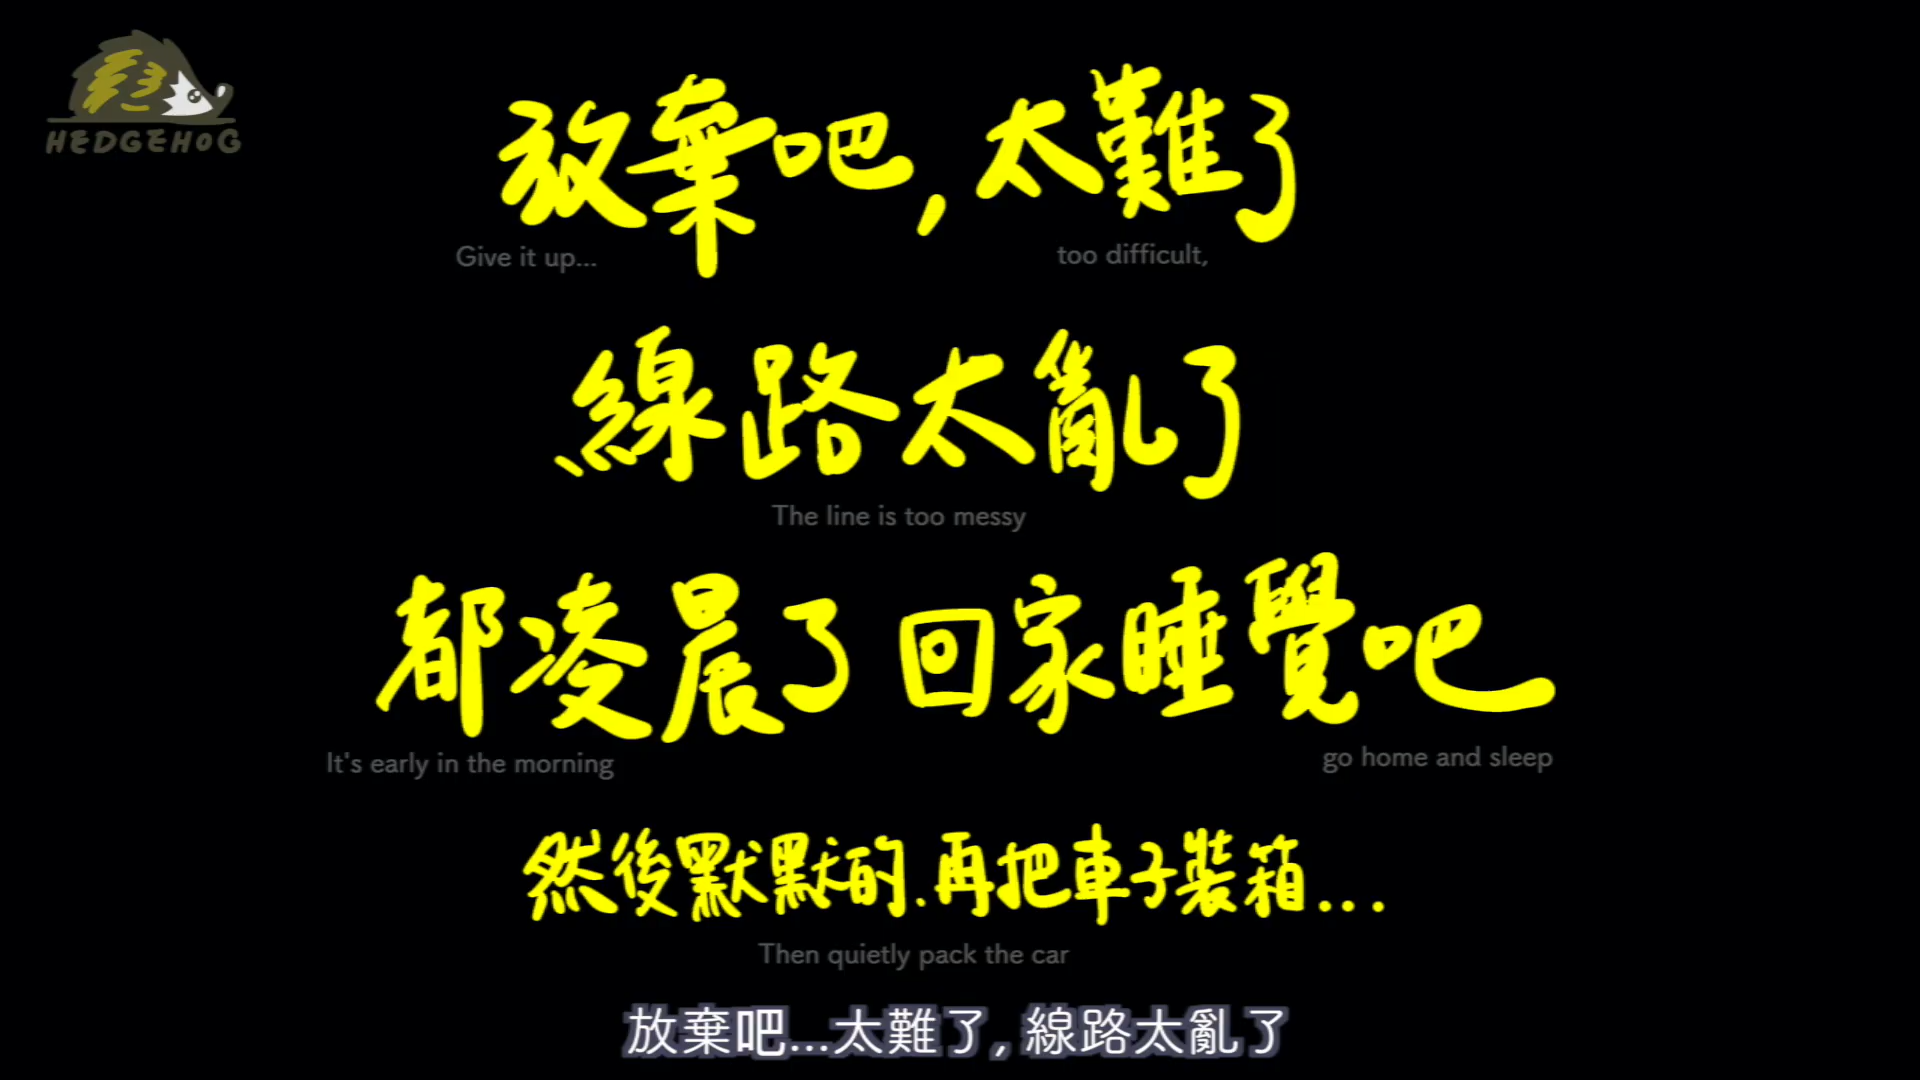 HEDGEHOG
放棄吧,太難了
Give it up... too difficult,
線路太亂了
The line is too messy
都凌晨了 回家睡覺吧
It's early in the morning go home and sleep
然後默默的.再把車子裝箱...
Then quietly pack the car
放棄吧...太難了, 線路太亂了